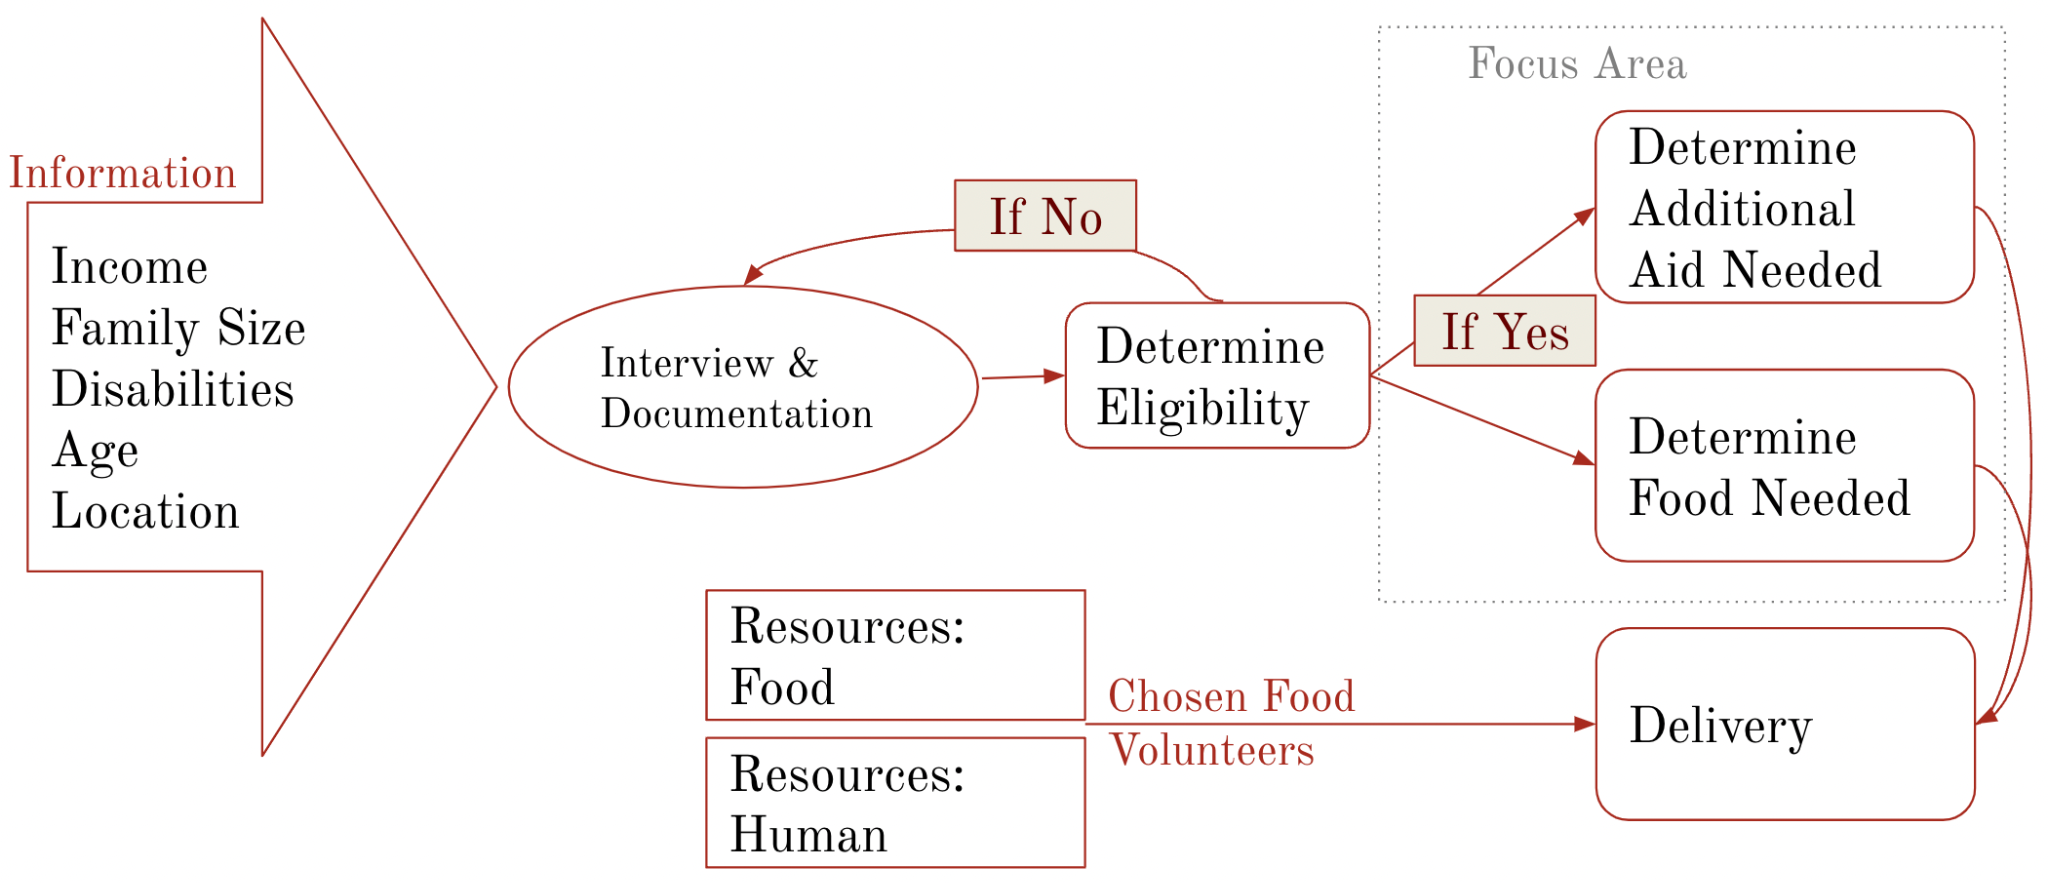 Information
Income
Family Size
Disabilities
Age
Location
Interview &
Documentation
If No
Determine
Eligibility
Focus Area
If Yes
Determine
Additional
Aid Needed
Determine
Food Needed
Resources:
Food
Resources:
Human
Chosen Food
Volunteers
Delivery